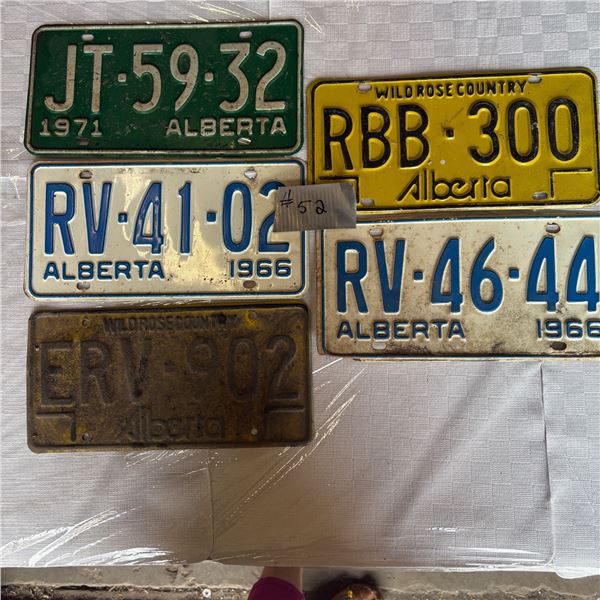 JT·59·32
1971 ALBERTA
WILD ROSE COUNTRY
RBB·300
Alberta
RV·41·02
ALBERTA 1966
#52
RV·46·44
ALBERTA 1966
WILD ROSE COUNTRY
ERV·902
Alberta